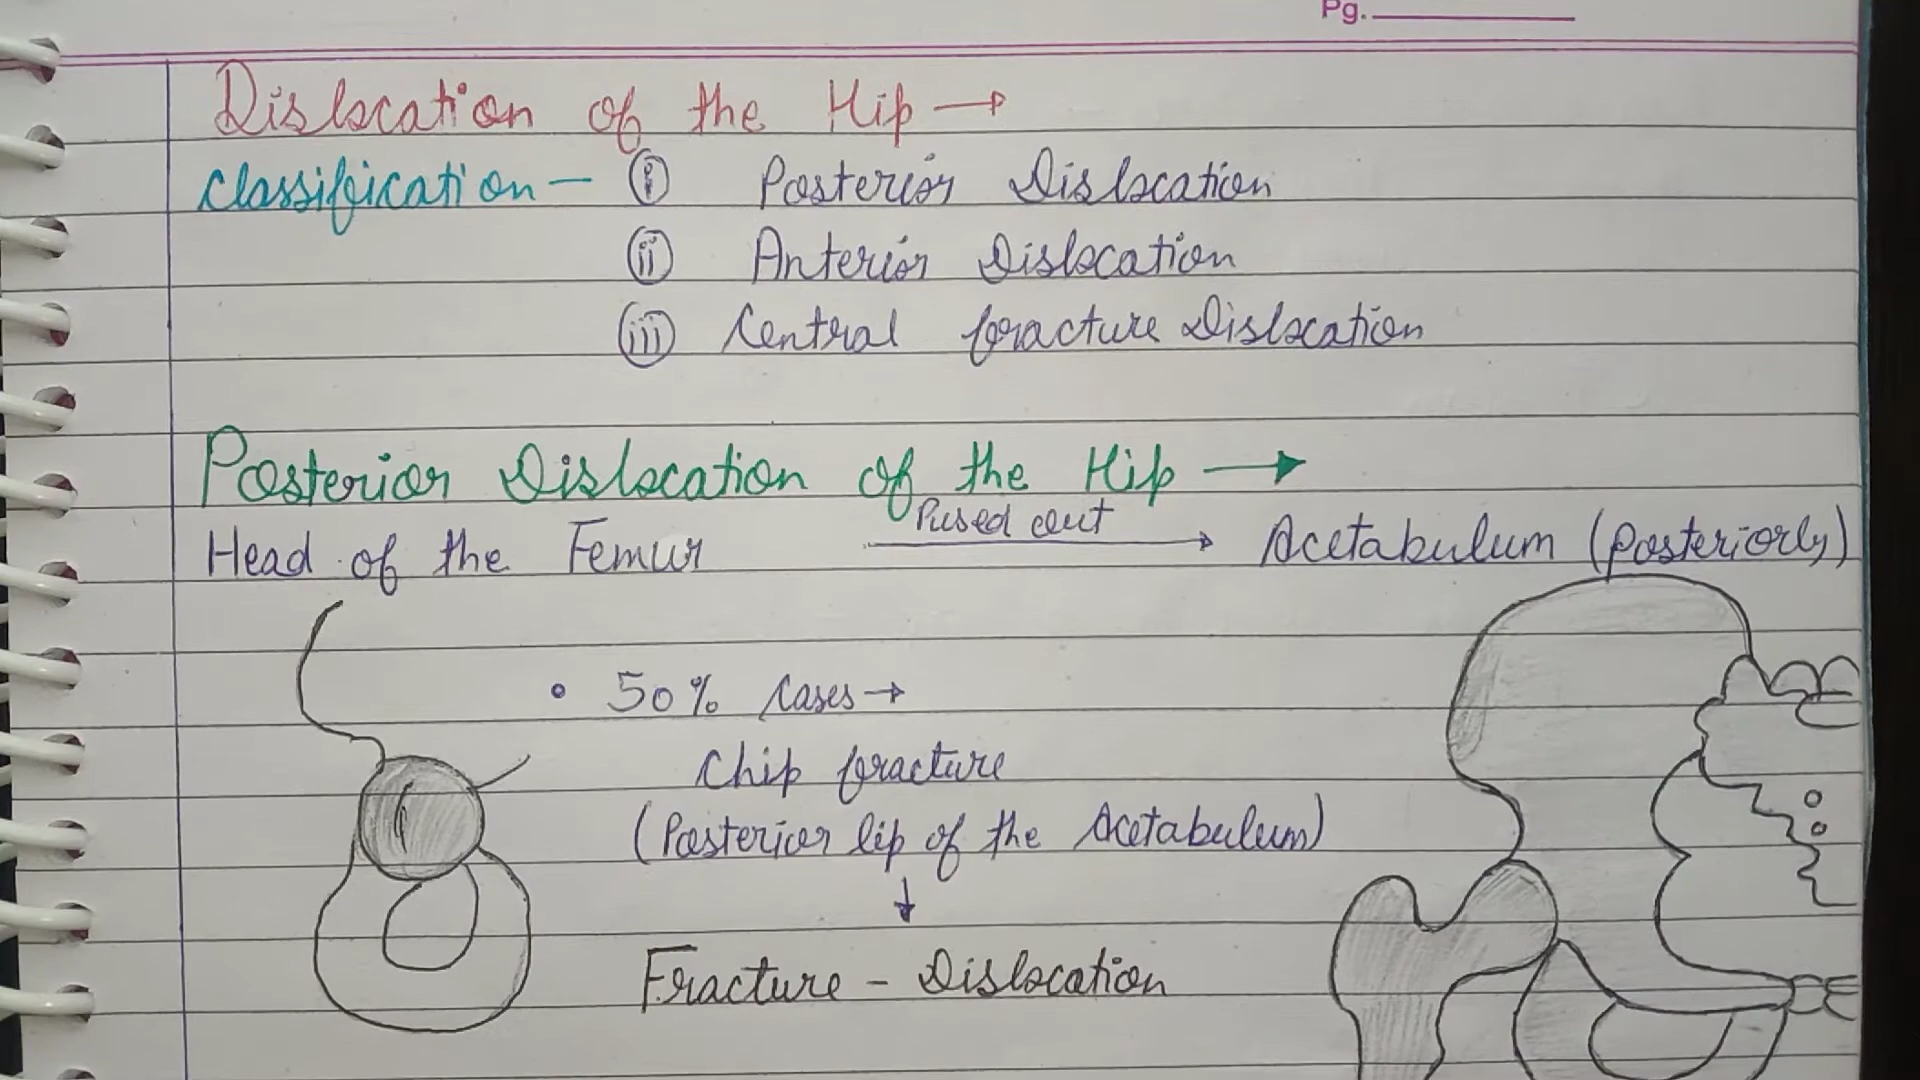 Pg.
Dislocation of the Hip →
Classification – (i) Posterior Dislocation
(ii) Anterior Dislocation
(iii) Central fracture Dislocation
Posterior Dislocation of the Hip →
Pused out
Head of the Femur → Acetabulum (Posteriorly)
• 50% Cases →
Chip fracture
(Posterior lip of the Acetabulum)
↓
Fracture - Dislocation